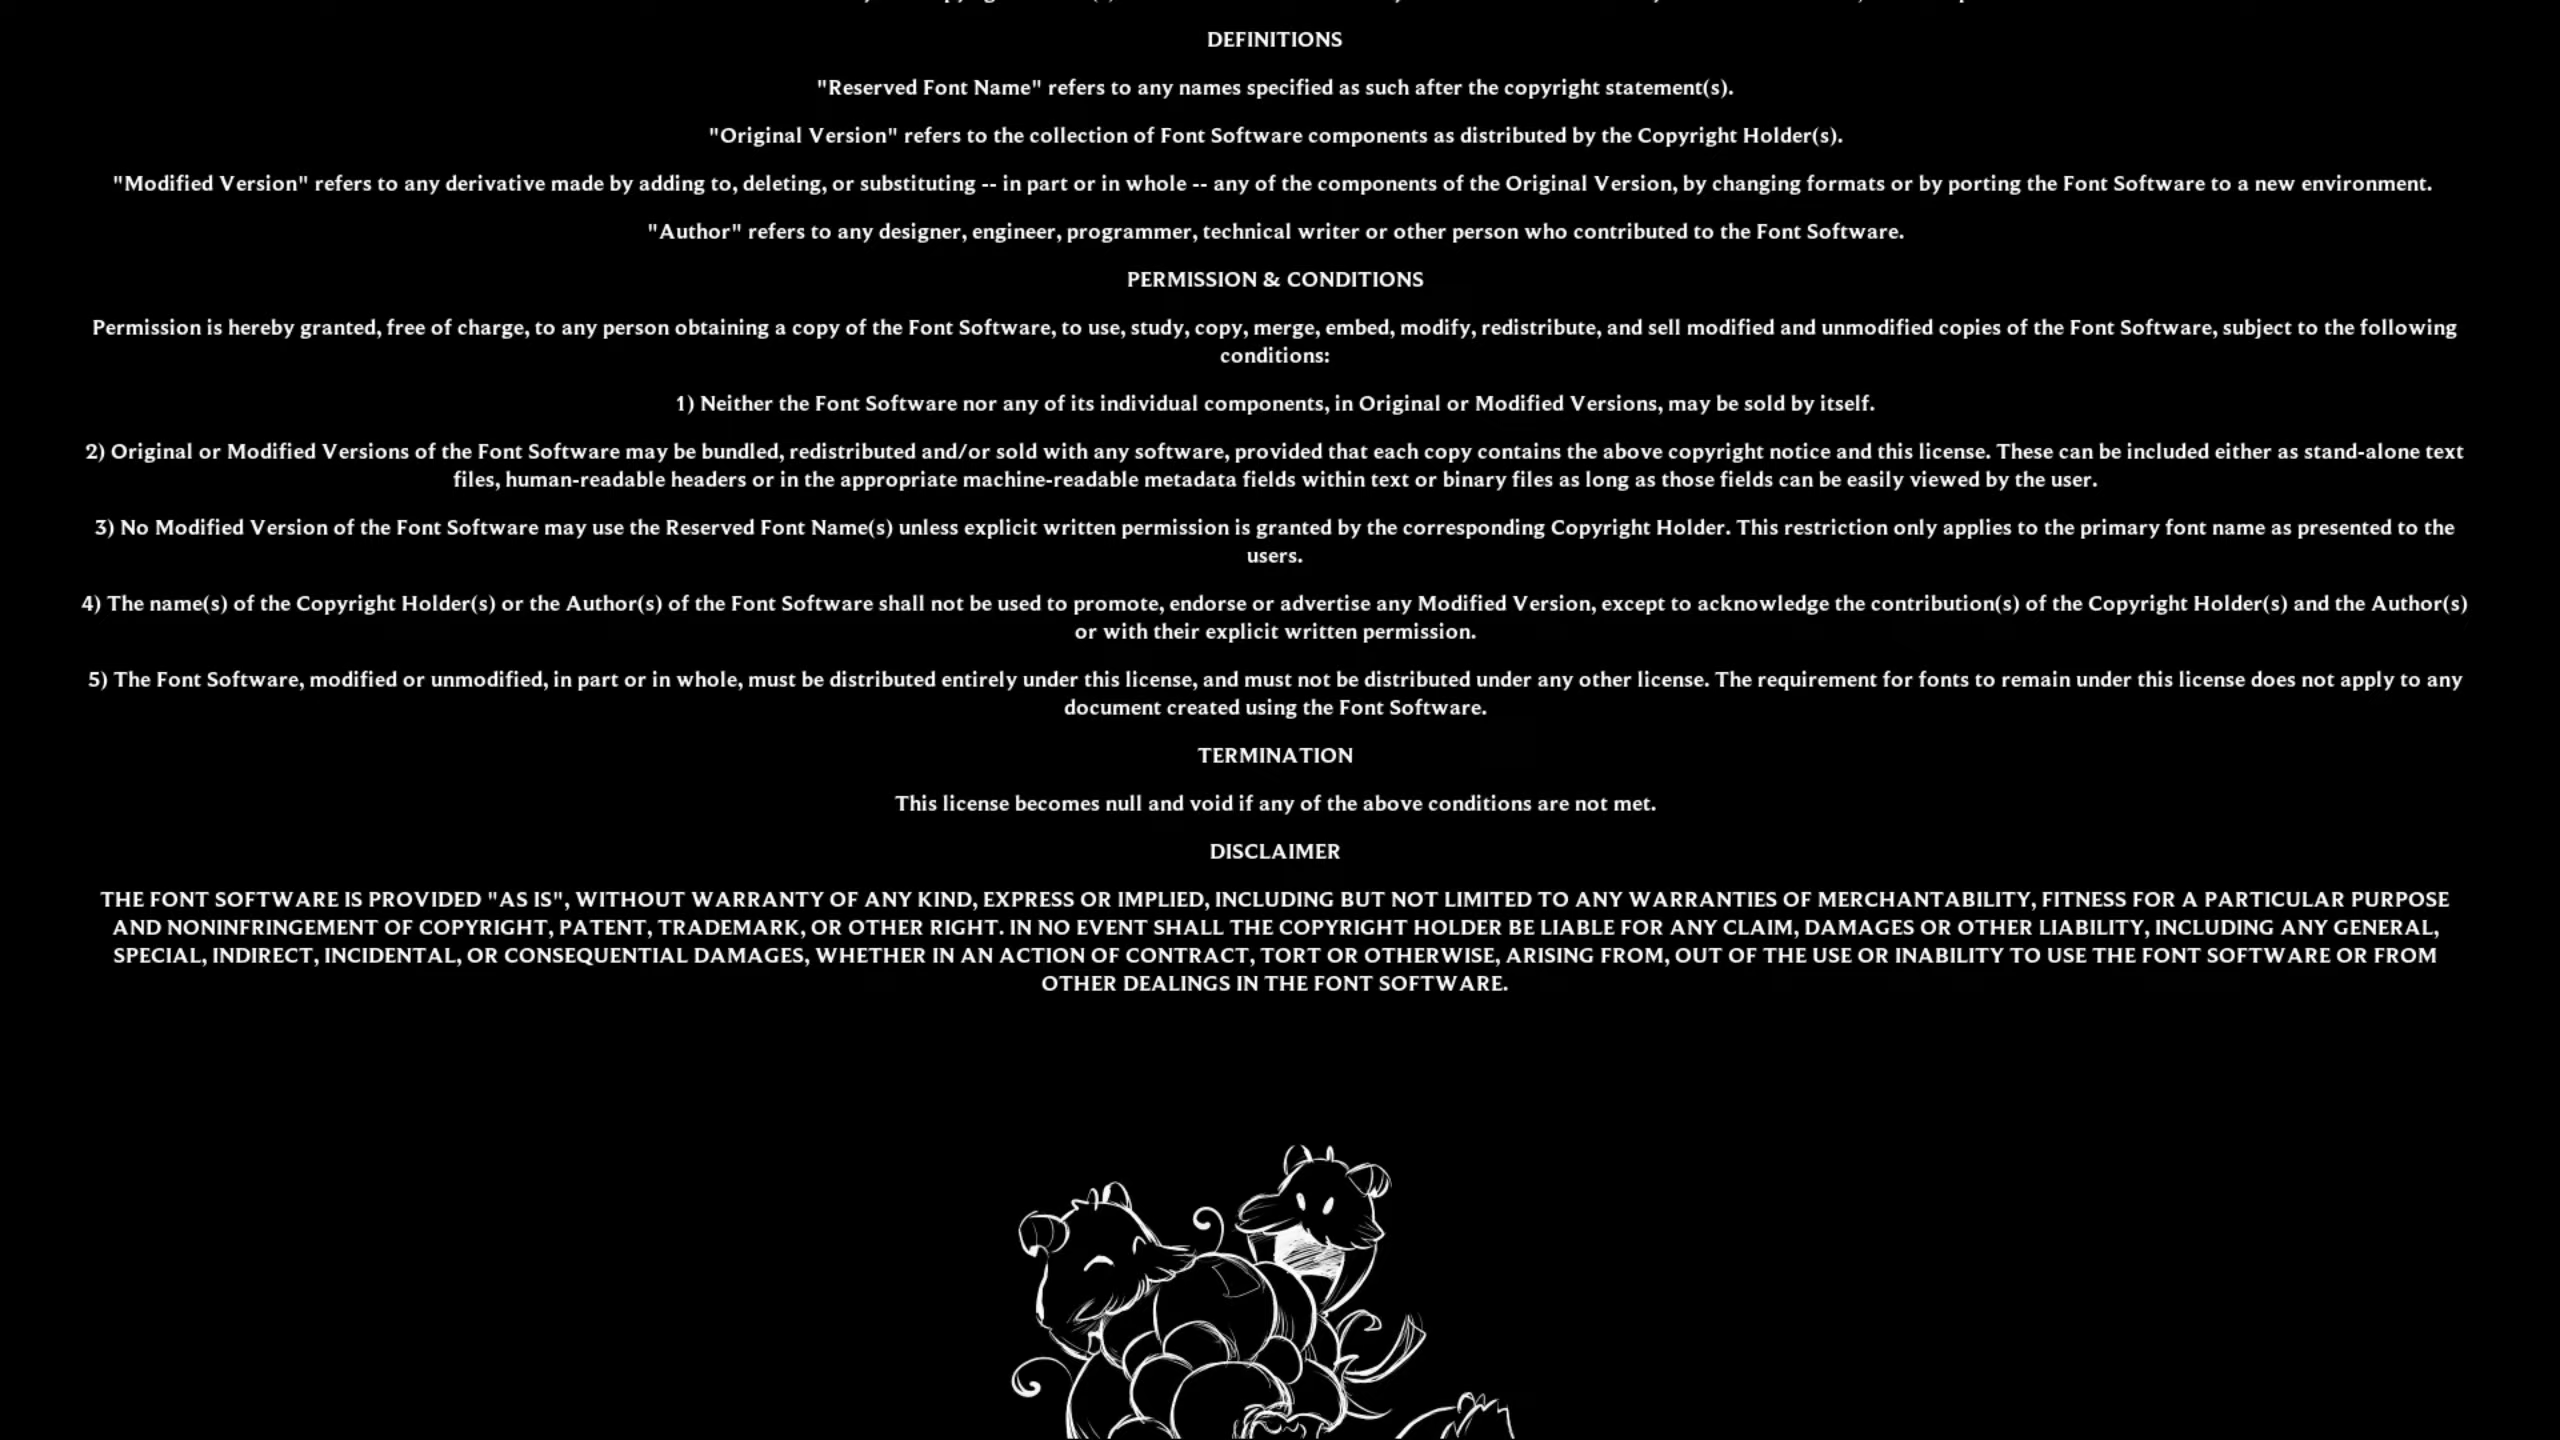 DEFINITIONS
"Reserved Font Name" refers to any names specified as such after the copyright statement(s).
"Original Version" refers to the collection of Font Software components as distributed by the Copyright Holder(s).
"Modified Version" refers to any derivative made by adding to, deleting, or substituting -- in part or in whole -- any of the components of the Original Version, by changing formats or by porting the Font Software to a new environment.
"Author" refers to any designer, engineer, programmer, technical writer or other person who contributed to the Font Software.
PERMISSION & CONDITIONS
Permission is hereby granted, free of charge, to any person obtaining a copy of the Font Software, to use, study, copy, merge, embed, modify, redistribute, and sell modified and unmodified copies of the Font Software, subject to the following
conditions:
1) Neither the Font Software nor any of its individual components, in Original or Modified Versions, may be sold by itself.
2) Original or Modified Versions of the Font Software may be bundled, redistributed and/or sold with any software, provided that each copy contains the above copyright notice and this license. These can be included either as stand-alone text
files, human-readable headers or in the appropriate machine-readable metadata fields within text or binary files as long as those fields can be easily viewed by the user.
3) No Modified Version of the Font Software may use the Reserved Font Name(s) unless explicit written permission is granted by the corresponding Copyright Holder. This restriction only applies to the primary font name as presented to the
users.
4) The name(s) of the Copyright Holder(s) or the Author(s) of the Font Software shall not be used to promote, endorse or advertise any Modified Version, except to acknowledge the contribution(s) of the Copyright Holder(s) and the Author(s)
or with their explicit written permission.
5) The Font Software, modified or unmodified, in part or in whole, must be distributed entirely under this license, and must not be distributed under any other license. The requirement for fonts to remain under this license does not apply to any
document created using the Font Software.
TERMINATION
This license becomes null and void if any of the above conditions are not met.
DISCLAIMER
THE FONT SOFTWARE IS PROVIDED "AS IS", WITHOUT WARRANTY OF ANY KIND, EXPRESS OR IMPLIED, INCLUDING BUT NOT LIMITED TO ANY WARRANTIES OF MERCHANTABILITY, FITNESS FOR A PARTICULAR PURPOSE
AND NONINFRINGEMENT OF COPYRIGHT, PATENT, TRADEMARK, OR OTHER RIGHT. IN NO EVENT SHALL THE COPYRIGHT HOLDER BE LIABLE FOR ANY CLAIM, DAMAGES OR OTHER LIABILITY, INCLUDING ANY GENERAL,
SPECIAL, INDIRECT, INCIDENTAL, OR CONSEQUENTIAL DAMAGES, WHETHER IN AN ACTION OF CONTRACT, TORT OR OTHERWISE, ARISING FROM, OUT OF THE USE OR INABILITY TO USE THE FONT SOFTWARE OR FROM
OTHER DEALINGS IN THE FONT SOFTWARE.